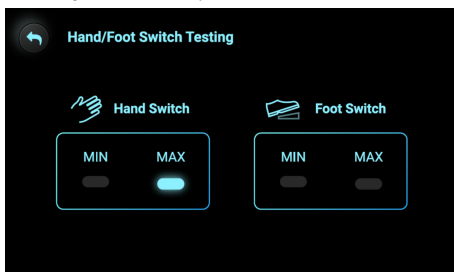 Hand/Foot Switch Testing
Hand Switch
Foot Switch
MIN MAX
MIN MAX